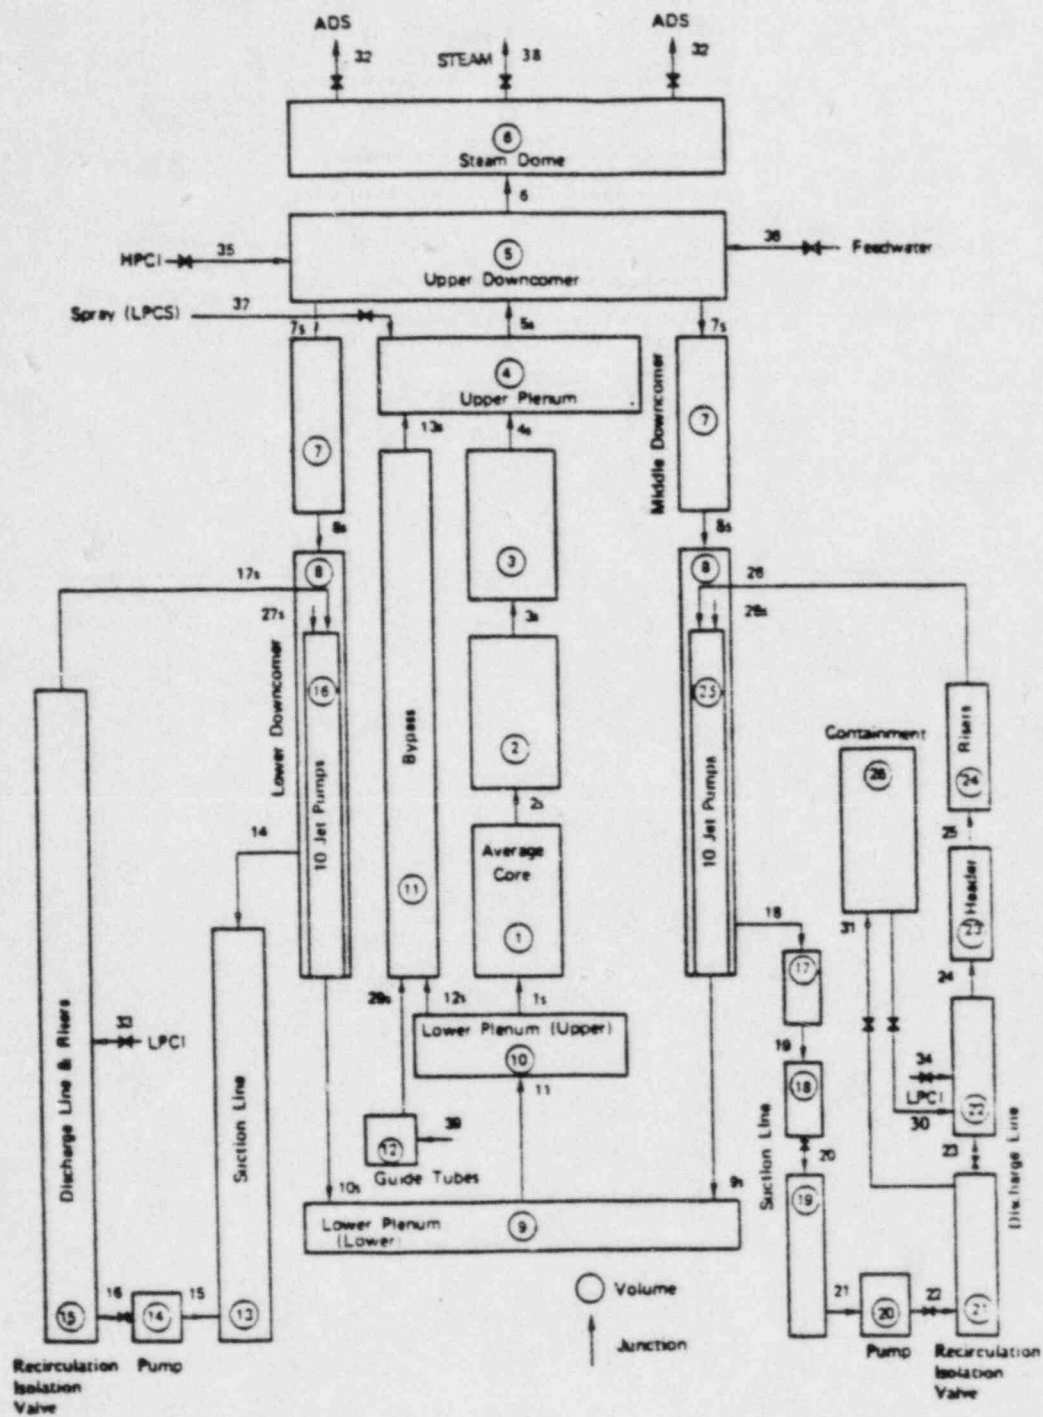 ADS
ADS
32
STEAM
38
32
6
Steam Dome
6
HPCI
35
5
Upper Downcomer
36
Feedwater
Spray (LPCS)
37
7s
5s
7s
4
Upper Plenum
13s
4s
7
Middle Downcomer
7
8s
3
8s
17s
8
8
26
27s
3s
28s
Lower Downcomer
16
25
10 Jet Pumps
Bypass
2
10 Jet Pumps
Containment
26
Risers
24
14
Average
Core
25
11
1
Header
23
18
31
17
24
29s
12s
1s
Lower Plenum (Upper)
10
19
33
LPCI
Discharge Line & Risers
Suction Line
11
18
34
LPCI
30
39
12
Guide Tubes
20
23
Discharge Line
Suction Line
19
10s
9s
Lower Plenum
(Lower)
9
Volume
16
15
21
22
15
14
13
20
21
Junction
Recirculation
Isolation
Valve
Pump
Pump
Recirculation
Isolation
Valve